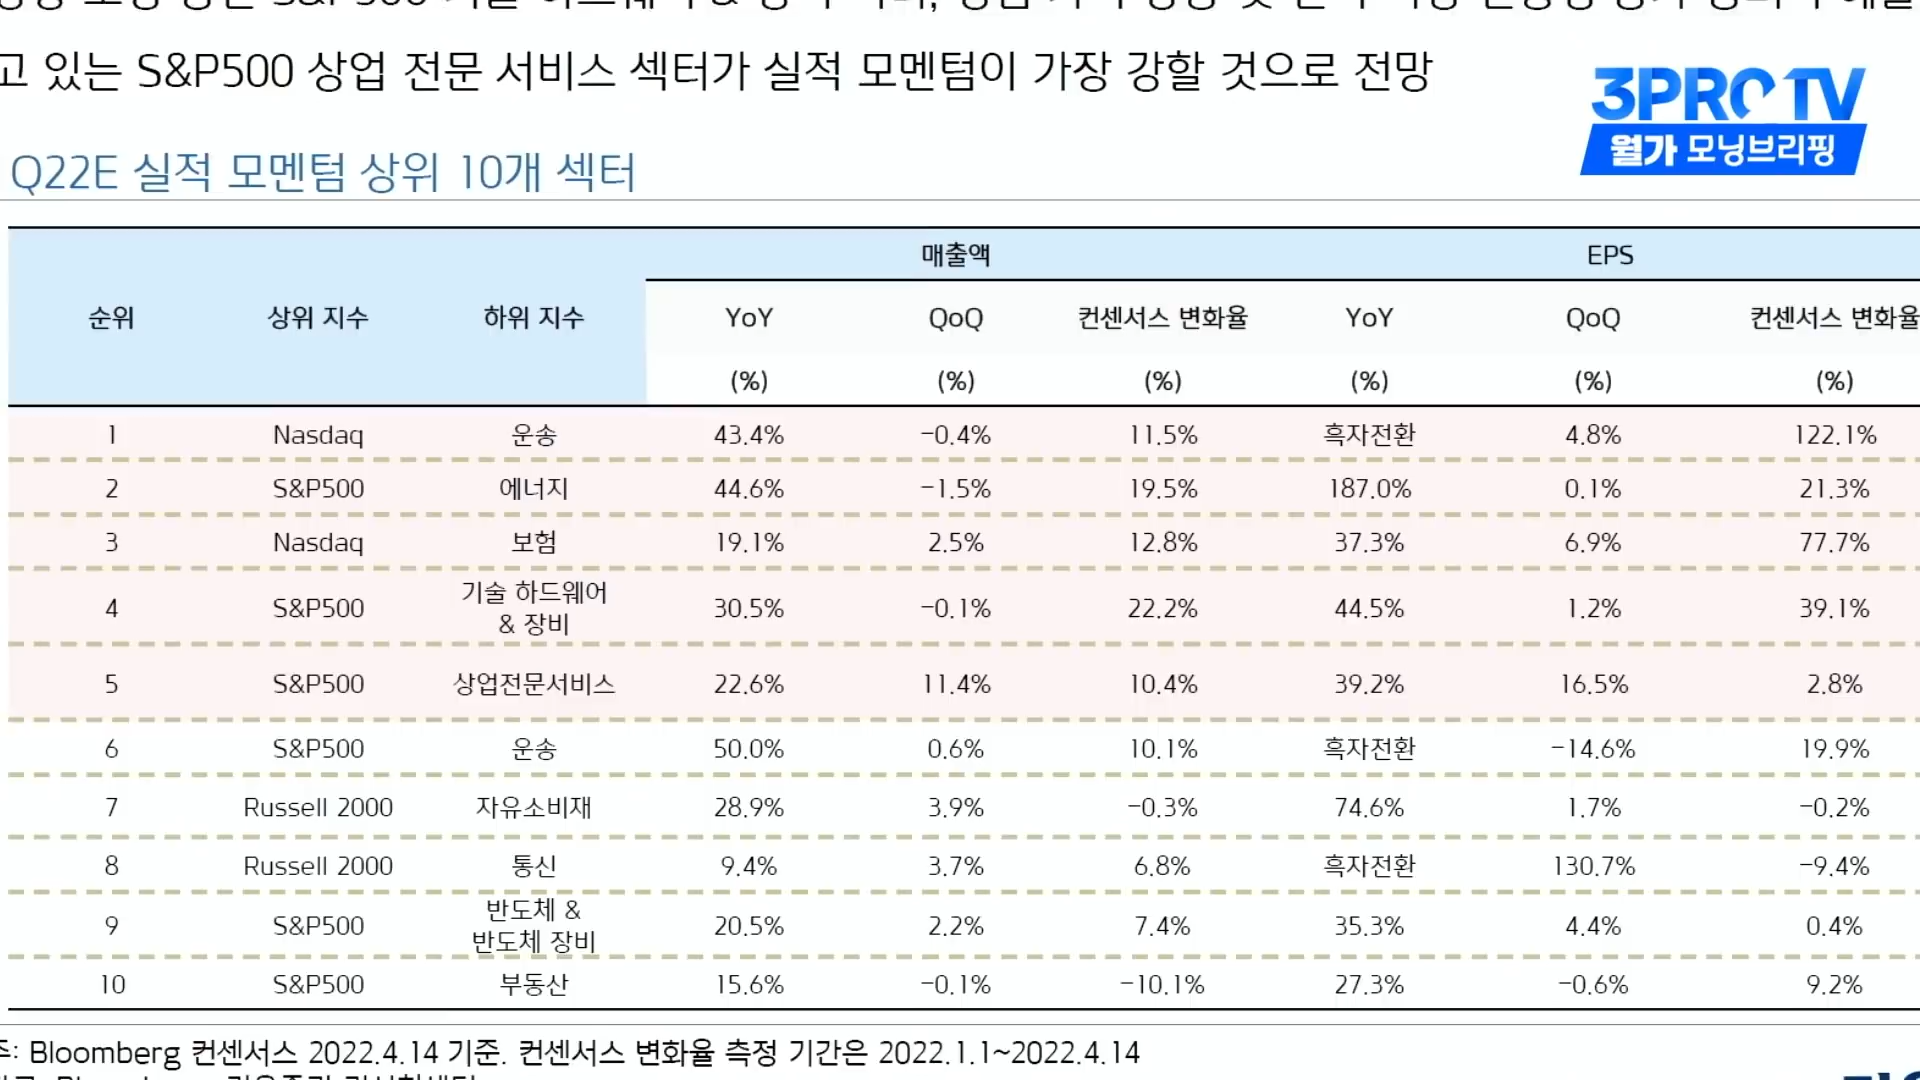 고 있는 S&P500 상업 전문 서비스 섹터가 실적 모멘텀이 가장 강할 것으로 전망
3PRO TV
월가 모닝브리핑
Q22E 실적 모멘텀 상위 10개 섹터
매출액 EPS
순위 상위 지수 하위 지수 YoY QoQ 컨센서스 변화율 YoY QoQ 컨센서스 변화율
(%) (%) (%) (%) (%) (%)
1 Nasdaq 운송 43.4% -0.4% 11.5% 흑자전환 4.8% 122.1%
2 S&P500 에너지 44.6% -1.5% 19.5% 187.0% 0.1% 21.3%
3 Nasdaq 보험 19.1% 2.5% 12.8% 37.3% 6.9% 77.7%
4 S&P500 기술 하드웨어 & 장비 30.5% -0.1% 22.2% 44.5% 1.2% 39.1%
5 S&P500 상업전문서비스 22.6% 11.4% 10.4% 39.2% 16.5% 2.8%
6 S&P500 운송 50.0% 0.6% 10.1% 흑자전환 -14.6% 19.9%
7 Russell 2000 자유소비재 28.9% 3.9% -0.3% 74.6% 1.7% -0.2%
8 Russell 2000 통신 9.4% 3.7% 6.8% 흑자전환 130.7% -9.4%
9 S&P500 반도체 & 반도체 장비 20.5% 2.2% 7.4% 35.3% 4.4% 0.4%
10 S&P500 부동산 15.6% -0.1% -10.1% 27.3% -0.6% 9.2%
주: Bloomberg 컨센서스 2022.4.14 기준. 컨센서스 변화율 측정 기간은 2022.1.1~2022.4.14